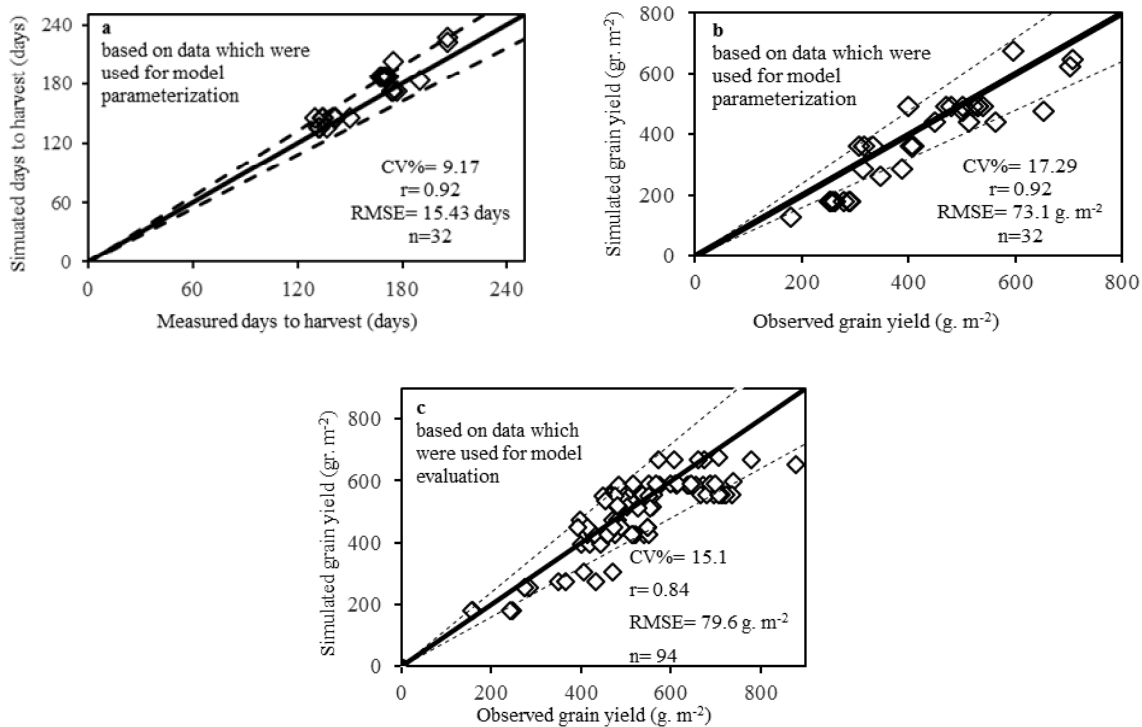 Simuated days to harvest (days)
240
180
120
60
0
a
based on data which were
used for model
parameterization
CV%= 9.17
r= 0.92
RMSE= 15.43 days
n=32
0 60 120 180 240
Measured days to harvest (days)
Simulated grain yield (gr. m-2)
800
600
400
200
0
b
based on data which were
used for model
parameterization
CV%= 17.29
r= 0.92
RMSE= 73.1 g. m-2
n=32
0 200 400 600 800
Observed grain yield (g. m-2)
Simulated grain yield (gr. m-2)
800
600
400
200
0
c
based on data which
were used for model
evaluation
CV%= 15.1
r= 0.84
RMSE= 79.6 g. m-2
n= 94
0 200 400 600 800
Observed grain yield (g. m-2)